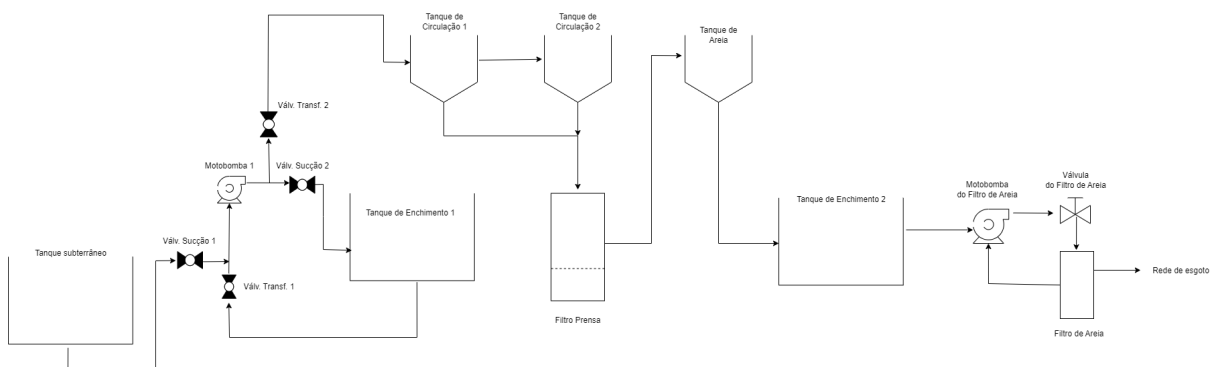 Tanque de
Circulação 1
Tanque de
Circulação 2
Tanque de
Areia
Válv. Transf. 2
Motobomba 1
Válv. Sucção 2
Tanque de Enchimento 1
Tanque de Enchimento 2
Motobomba
do Filtro de Areia
Válvula
do Filtro de Areia
Válv. Sucção 1
Tanque subterrâneo
Válv. Transf. 1
Rede de esgoto
Filtro Prensa
Filtro de Areia